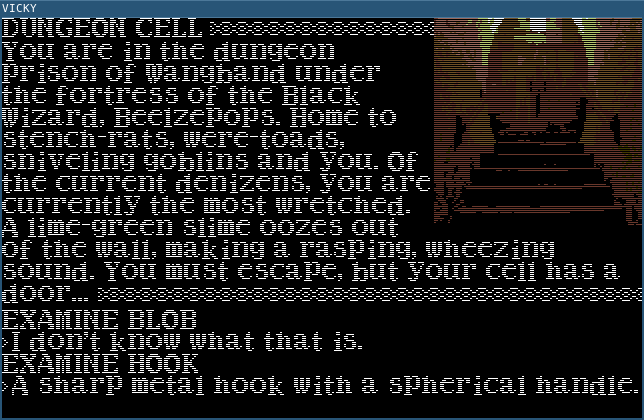 VICKY
DUNGEON CELL
You are in the dungeon
Prison of Wangband under
the fortress of the Black
Wizard, Beelzepops. Home to
stench-rats, were-toads,
sniveling goblins and you. Of
the current denizens, you are
currently the most wretched.
A lime-green slime oozes out
of the wall, making a rasping, wheezing
sound. You must escape, but your cell has a
door...
EXAMINE BLOB
>I don't know what that is.
EXAMINE HOOK
>A sharp metal hook with a spherical handle.